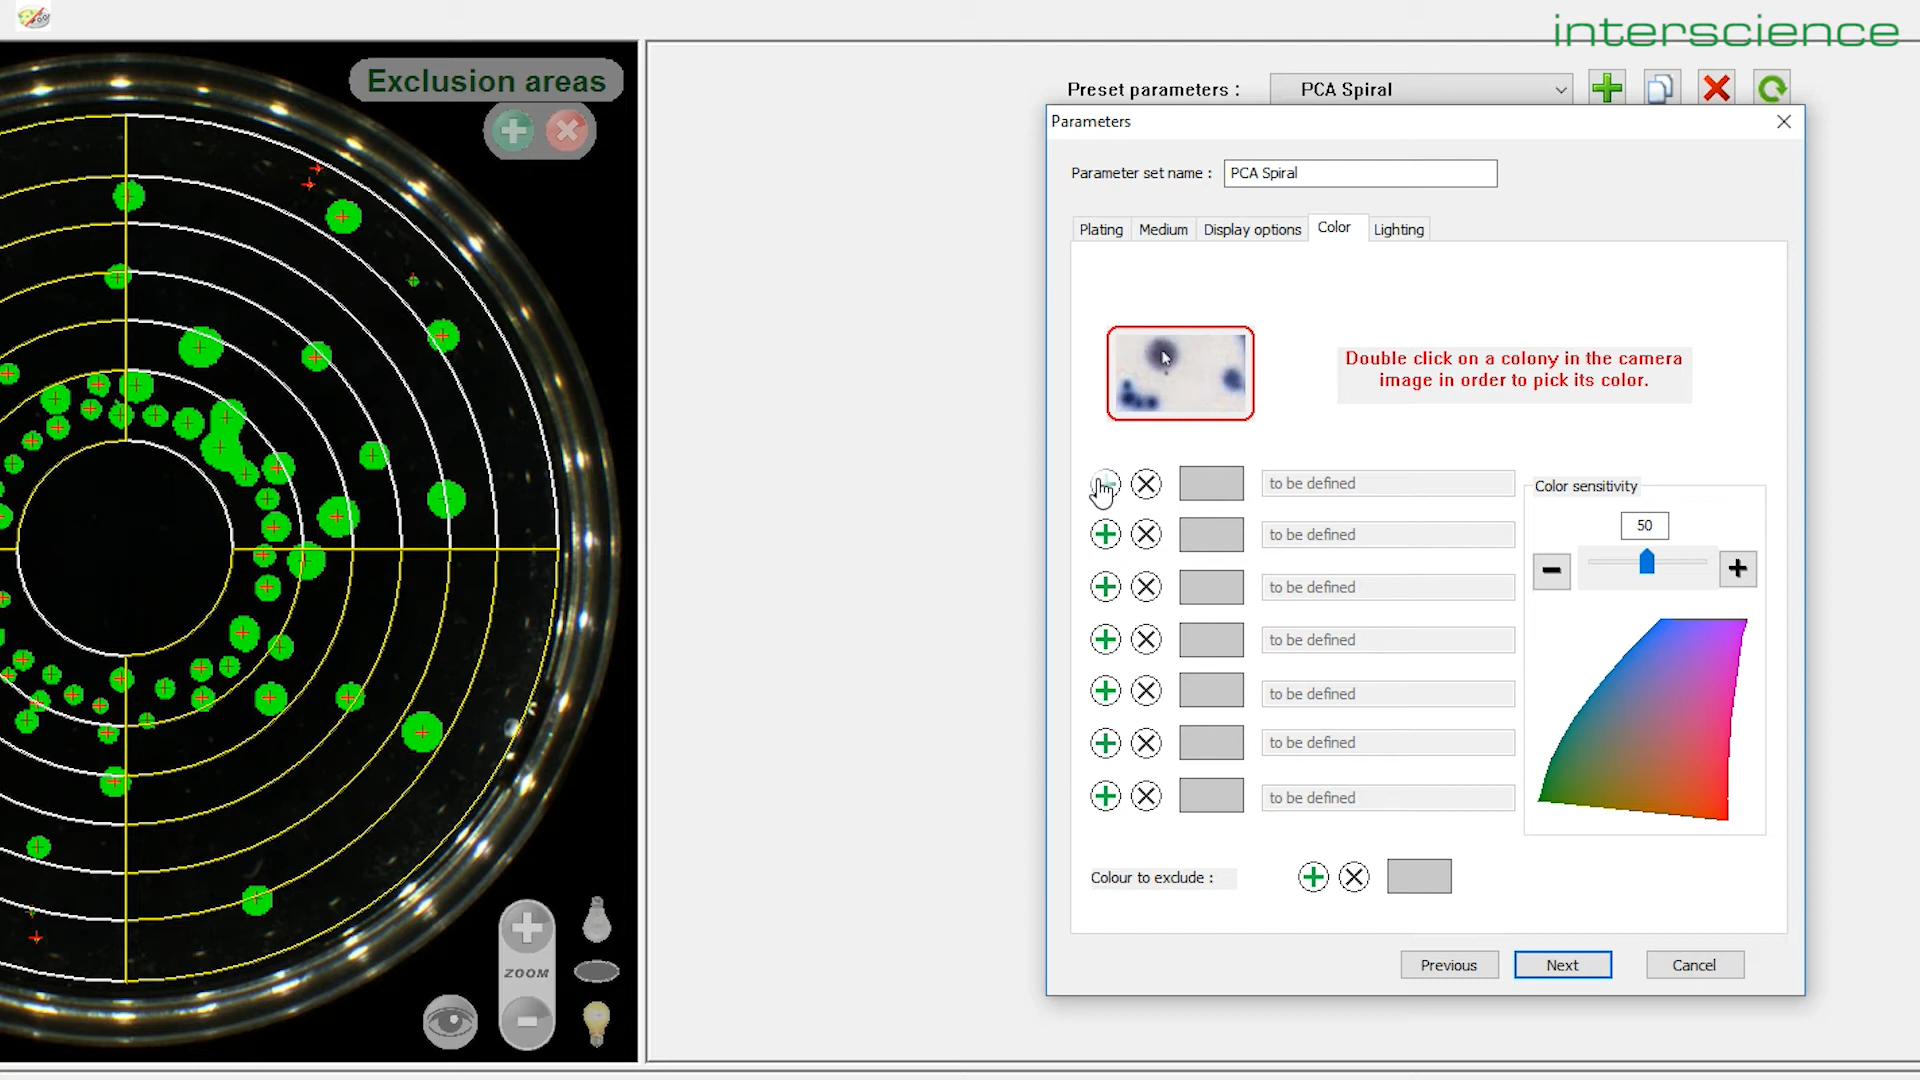 interscience
Exclusion areas
Preset parameters :
PCA Spiral
Parameters
Parameter set name :
PCA Spiral
Plating
Medium
Display options
Color
Lighting
Double click on a colony in the camera
image in order to pick its color.
to be defined
Color sensitivity
50
to be defined
to be defined
to be defined
to be defined
to be defined
to be defined
Colour to exclude :
ZOOM
Previous
Next
Cancel